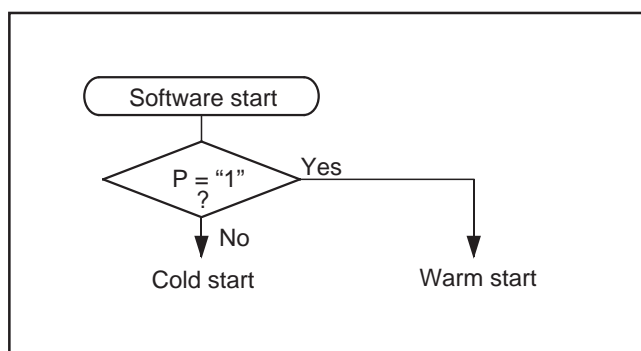 Software start
P = “1”
?
Yes
No
Cold start
Warm start